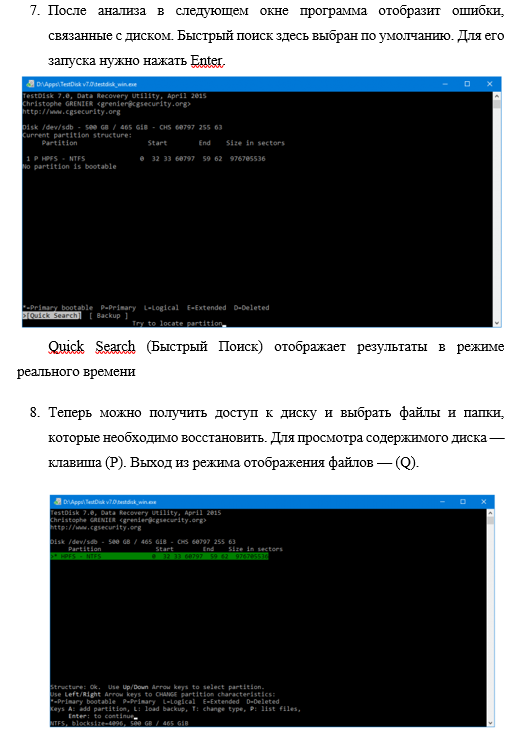 7. После анализа в следующем окне программа отобразит ошибки,
связанные с диском. Быстрый поиск здесь выбран по умолчанию. Для его
запуска нужно нажать Enter.
D:\Apps\TestDisk v7.0\testdisk_win.exe
TestDisk 7.0, Data Recovery Utility, April 2015
Christophe GRENIER <grenier@cgsecurity.org>
http://www.cgsecurity.org
Disk /dev/sdb - 500 GB / 465 GiB - CHS 60797 255 63
Current partition structure:
Partition Start End Size in sectors
1 P HPFS - NTFS 0 32 33 60797 59 62 976705536
No partition is bootable
*=Primary bootable P=Primary L=Logical E=Extended D=Deleted
>[Quick Search] [ Backup ]
Try to locate partition_
Quick Search (Быстрый Поиск) отображает результаты в режиме
реального времени
8. Теперь можно получить доступ к диску и выбрать файлы и папки,
которые необходимо восстановить. Для просмотра содержимого диска —
клавиша (P). Выход из режима отображения файлов — (Q).
D:\Apps\TestDisk v7.0\testdisk_win.exe
TestDisk 7.0, Data Recovery Utility, April 2015
Christophe GRENIER <grenier@cgsecurity.org>
http://www.cgsecurity.org
Disk /dev/sdb - 500 GB / 465 GiB - CHS 60797 255 63
Partition Start End Size in sectors
>* HPFS - NTFS 0 32 33 60797 59 62 976705536
Structure: Ok. Use Up/Down Arrow keys to select partition.
Use Left/Right Arrow keys to CHANGE partition characteristics:
*=Primary bootable P=Primary L=Logical E=Extended D=Deleted
Keys A: add partition, L: load backup, T: change type, P: list files,
Enter: to continue_
NTFS, blocksize=4096, 500 GB / 465 GiB